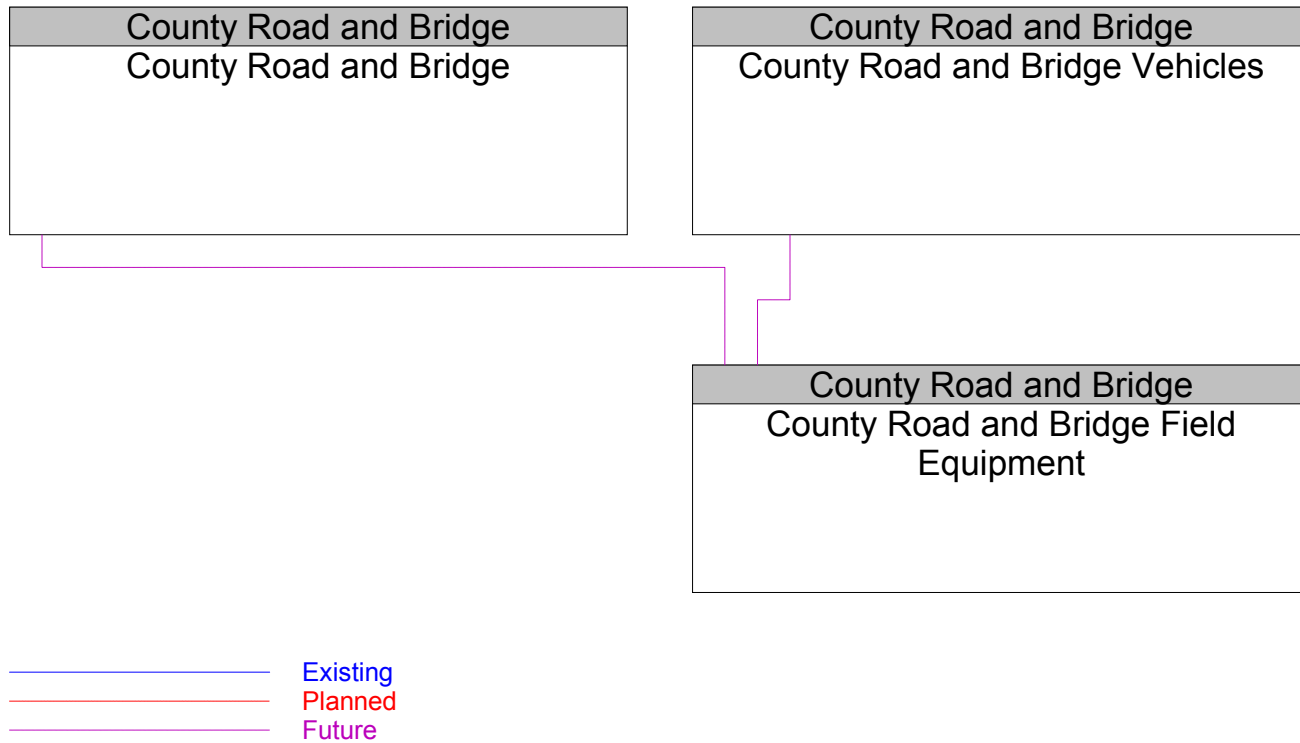 County Road and Bridge
County Road and Bridge
County Road and Bridge
County Road and Bridge Vehicles
County Road and Bridge
County Road and Bridge Field
Equipment
Existing
Planned
Future